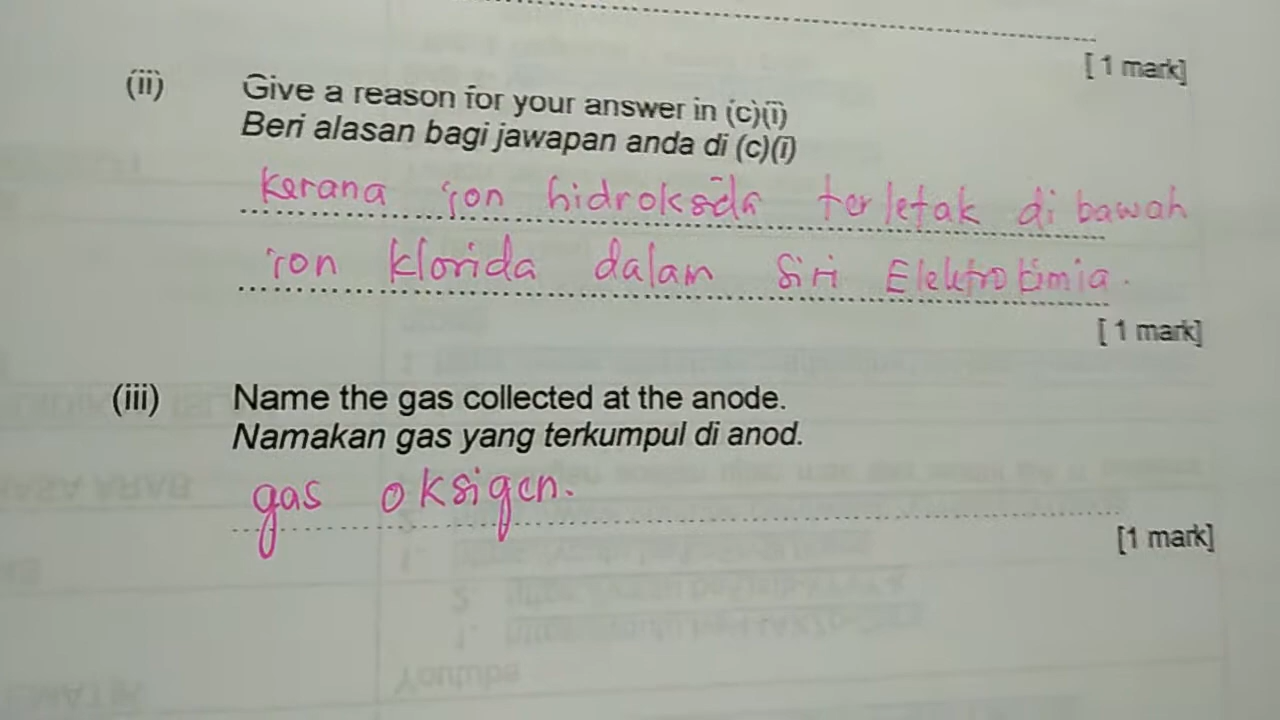 [ 1 mark]
(ii) Give a reason for your answer in (c)(i)
Beri alasan bagi jawapan anda di (c)(i)
Kerana ion hidroksida terletak di bawah
ion klorida dalam Siri Elektrokimia.
[ 1 mark]
(iii) Name the gas collected at the anode.
Namakan gas yang terkumpul di anod.
gas oksigen.
[1 mark]